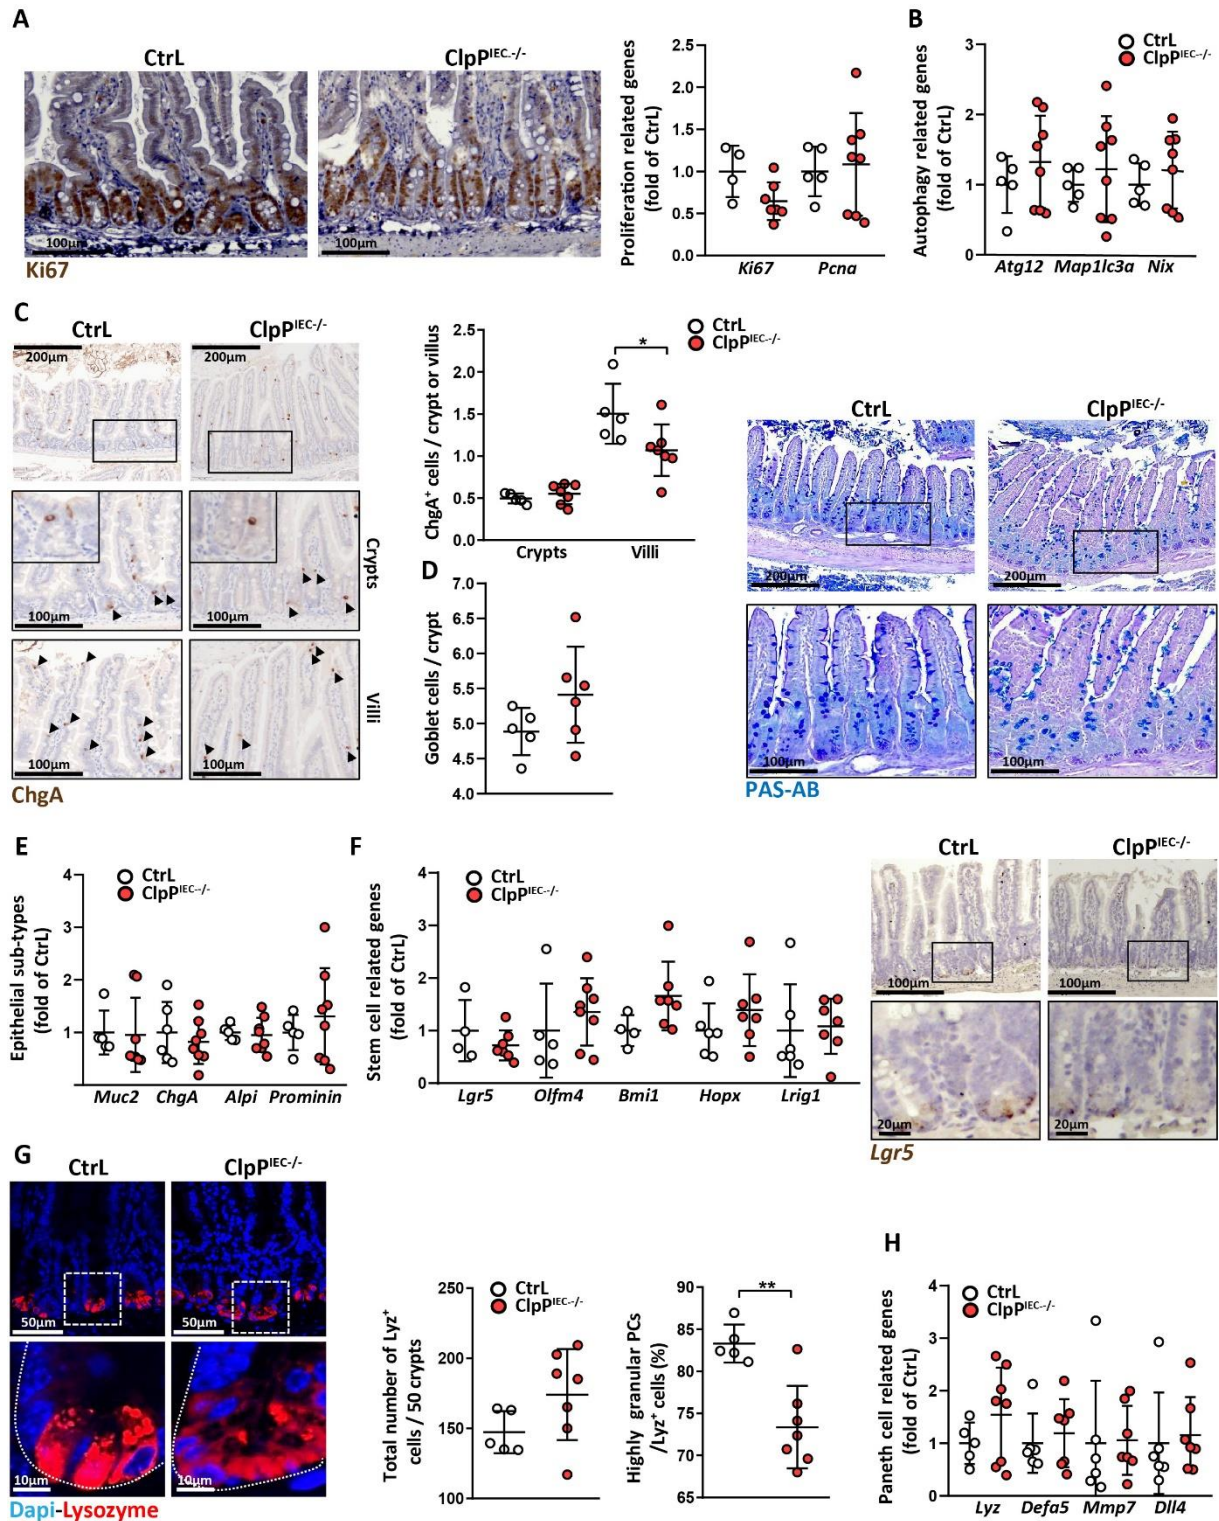 A
CtrL
ClpP^IEC.-/-
100µm
100µm
Ki67
Proliferation related genes
(fold of CtrL)
2.5
2.0
1.5
1.0
0.5
0.0
Ki67 Pcna
B
CtrL
ClpP^IEC.-/-
Autophagy related genes
(fold of CtrL)
3
2
1
0
Atg12 Map1lc3a Nix
C
CtrL
ClpP^IEC-/-
200µm
200µm
100µm
100µm
Crypts
100µm
100µm
Villi
ChgA
ChgA⁺ cells / crypt or villus
2.5
2.0
1.5
1.0
0.5
0.0
*
Crypts Villi
CtrL
ClpP^IEC-/-
D
Goblet cells / crypt
7.0
6.5
6.0
5.5
5.0
4.5
4.0
CtrL
ClpP^IEC-/-
200µm
200µm
100µm
100µm
PAS-AB
E
CtrL
ClpP^IEC.-/-
Epithelial sub-types
(fold of CtrL)
4
3
2
1
Muc2 ChgA Alpi Prominin
F
CtrL
ClpP^IEC.-/-
Stem cell related genes
(fold of CtrL)
4
3
2
1
0
Lgr5 Olfm4 Bmi1 Hopx Lrig1
CtrL
ClpP^IEC-/-
100µm
100µm
20µm
20µm
Lgr5
G
CtrL
ClpP^IEC-/-
50µm
50µm
10µm
10µm
Dapi-Lysozyme
Total number of Lyz⁺
cells / 50 crypts
250
200
150
100
CtrL
ClpP^IEC.-/-
Highly granular PCs
/Lyz⁺ cells (%)
90
85
80
75
70
65
**
H
CtrL
ClpP^IEC.-/-
Paneth cell related genes
(fold of CtrL)
4
3
2
1
0
Lyz Defa5 Mmp7 Dll4